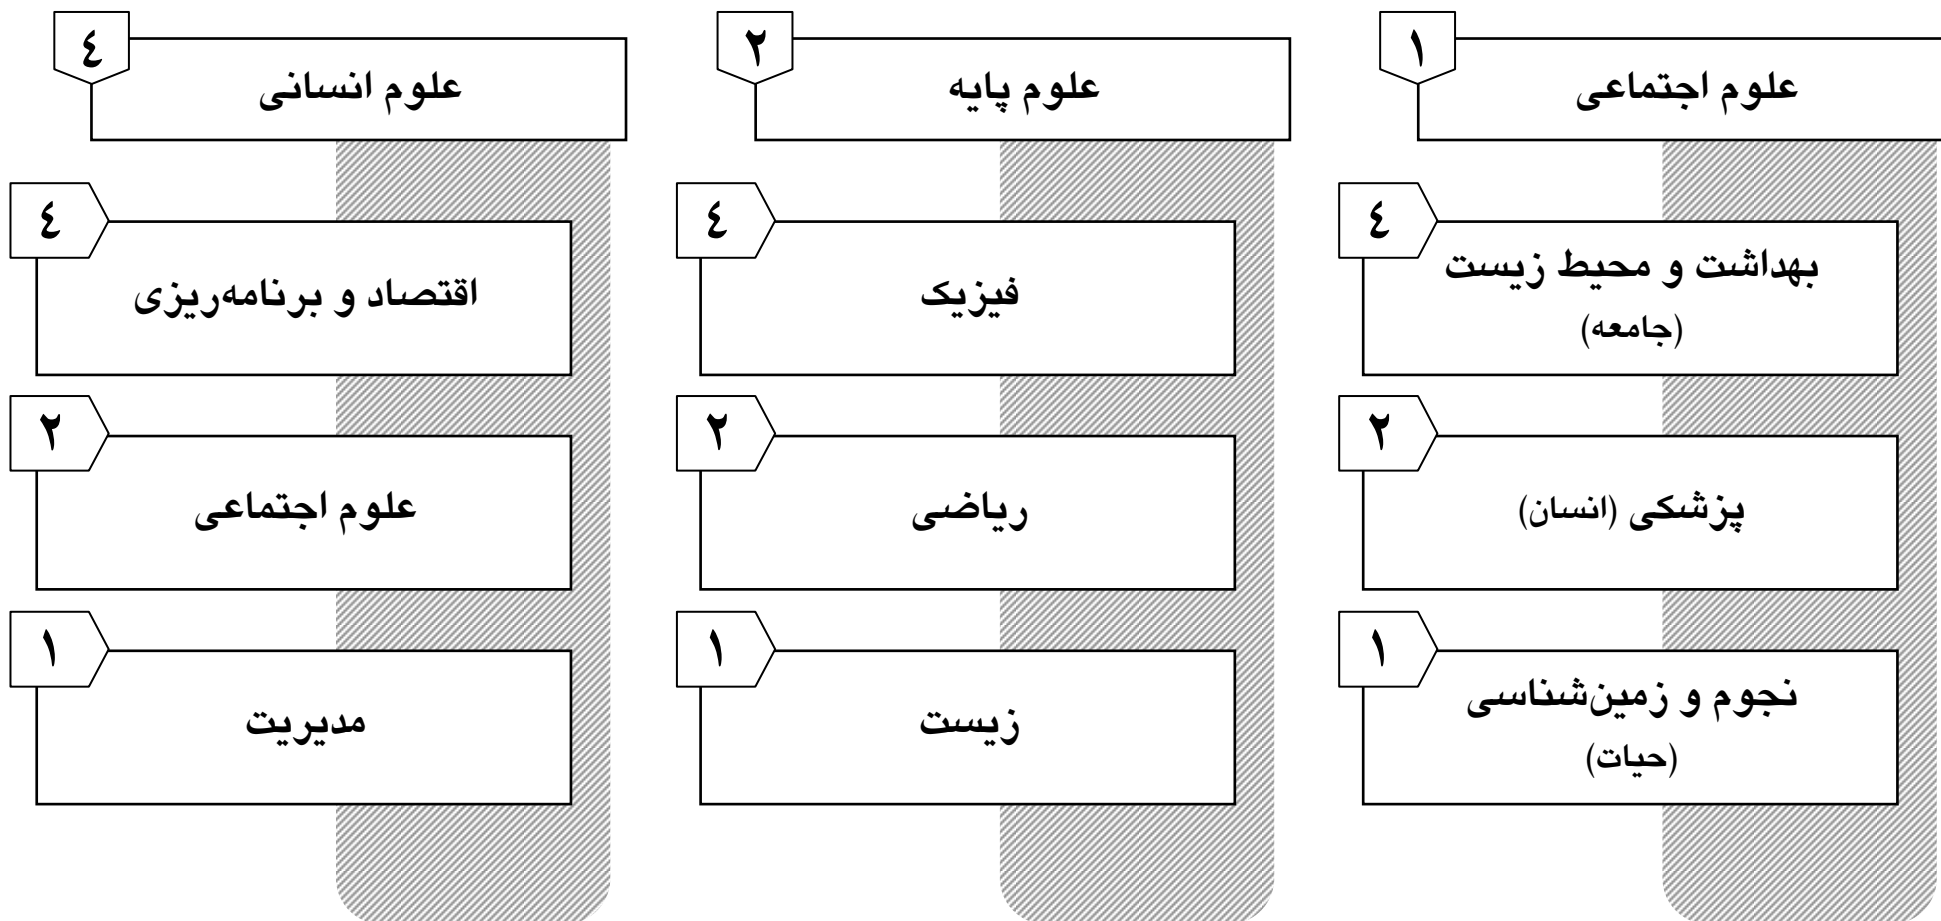 ١
علوم اجتماعی
٤
بهداشت و محیط زیست
(جامعه)
٢
پزشکی (انسان)
١
نجوم و زمین‌شناسی
(حیات)
٢
علوم پایه
٤
فیزیک
٢
ریاضی
١
زیست
٤
علوم انسانی
٤
اقتصاد و برنامه‌ریزی
٢
علوم اجتماعی
١
مدیریت